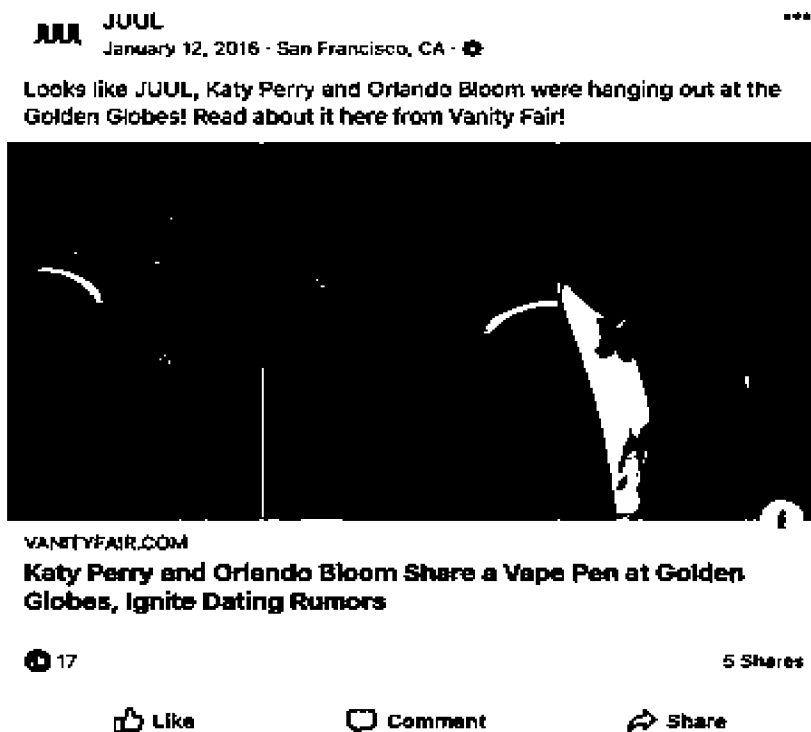 JUUL
January 12, 2016 · San Francisco, CA ·
Looks like JUUL, Katy Perry and Orlando Bloom were hanging out at the
Golden Globes! Read about it here from Vanity Fair!
VANITYFAIR.COM
Katy Perry and Orlando Bloom Share a Vape Pen at Golden
Globes, Ignite Dating Rumors
17
5 Shares
Like
Comment
Share